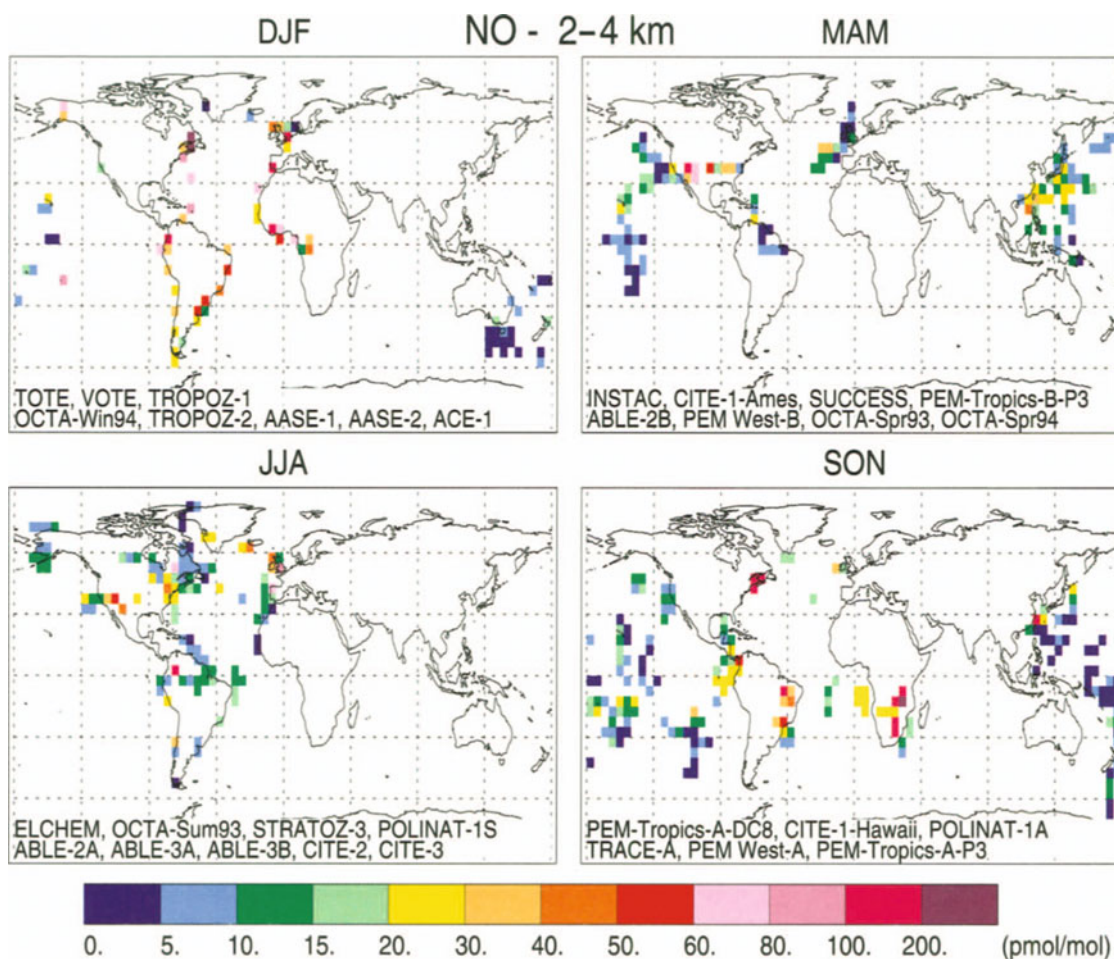 NO - 2-4 km
DJF
MAM
TOTE, VOTE, TROPOZ-1
OCTA-Win94, TROPOZ-2, AASE-1, AASE-2, ACE-1
INSTAC, CITE-1-Ames, SUCCESS, PEM-Tropics-B-P3
ABLE-2B, PEM West-B, OCTA-Spr93, OCTA-Spr94
JJA
SON
ELCHEM, OCTA-Sum93, STRATOZ-3, POLINAT-1S
ABLE-2A, ABLE-3A, ABLE-3B, CITE-2, CITE-3
PEM-Tropics-A-DC8, CITE-1-Hawaii, POLINAT-1A
TRACE-A, PEM West-A, PEM-Tropics-A-P3
0. 5. 10. 15. 20. 30. 40. 50. 60. 80. 100. 200. (pmol/mol)